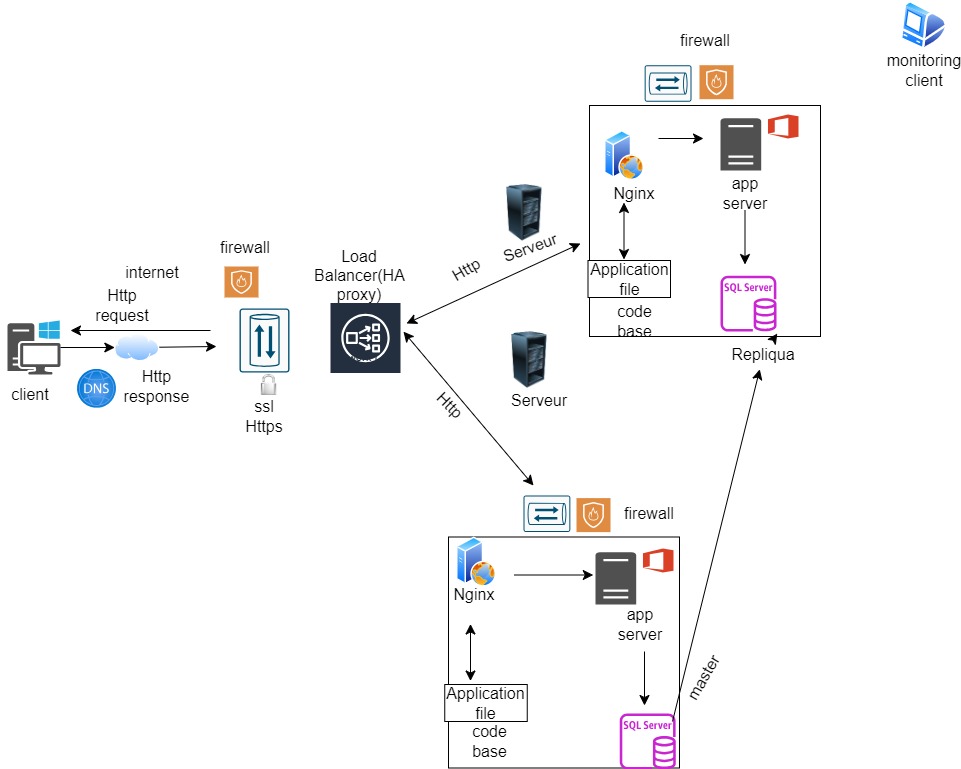 firewall
monitoring
client
Nginx
app
server
Serveur
Http
Application
file
code
base
SQL Server
Repliqua
firewall
internet
Http
request
Load
Balancer(HA
proxy)
client
DNS
Http
response
ssl
Https
Serveur
Http
firewall
Nginx
app
server
Application
file
code
base
SQL Server
master